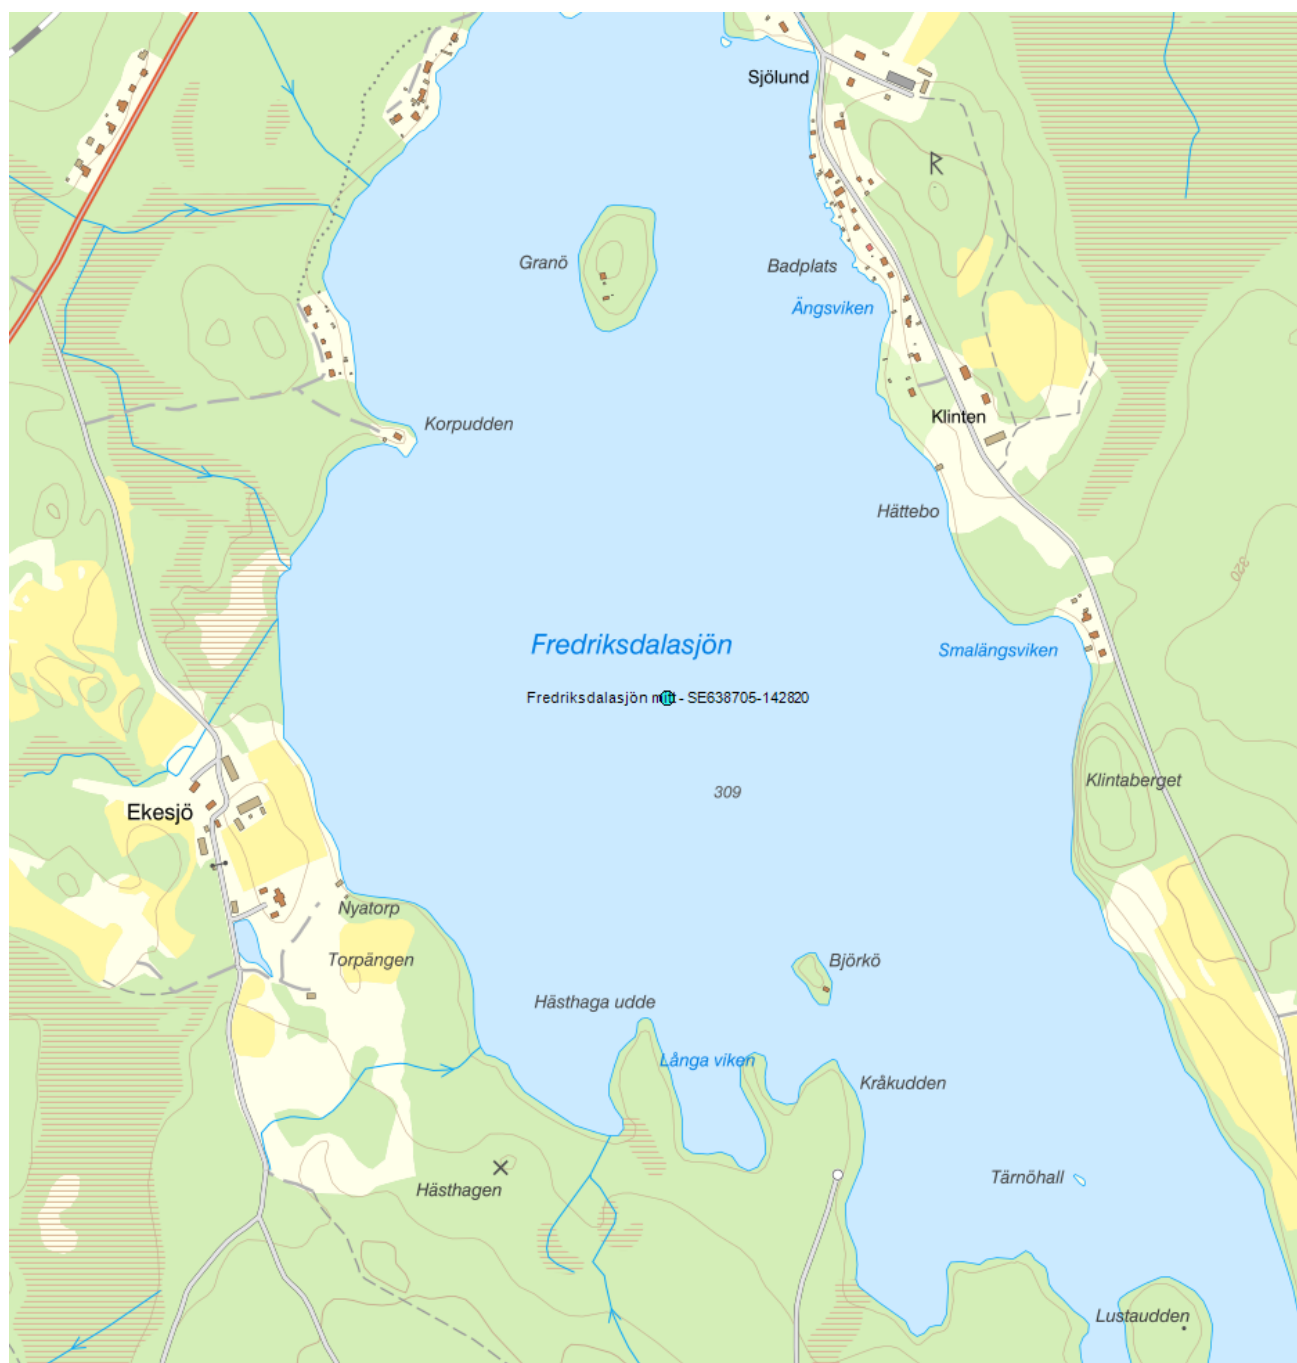 Sjölund
R
Granö
Badplats
Ängsviken
Korpudden
Klinten
Hättebo
320
Fredriksdalasjön
Smalängsviken
Fredriksdalasjön mitt - SE638705-142820
Klintaberget
309
Ekesjö
Nyatorp
Torpängen
Björkö
Hästhaga udde
Långa viken
Kråkudden
Tärnöhall
Hästhagen
Lustaudden